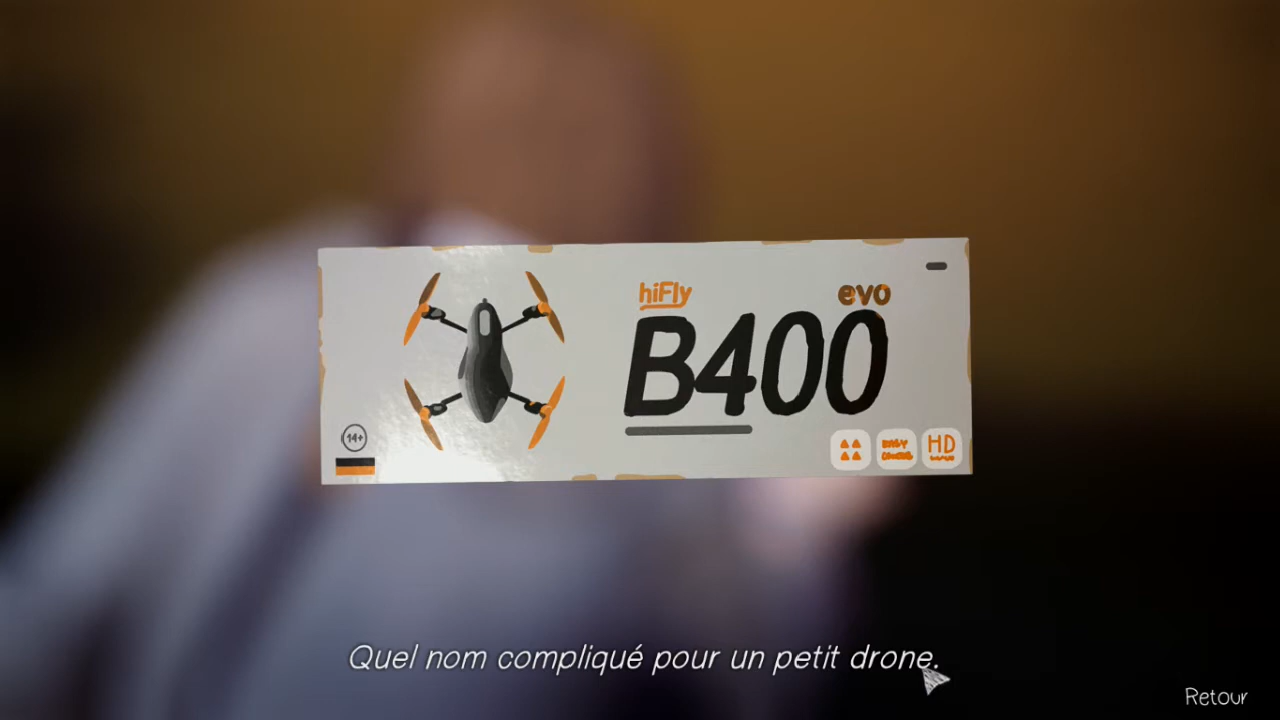 hiFly
evo
B400
14+
HD
Quel nom compliqué pour un petit drone.
Retour